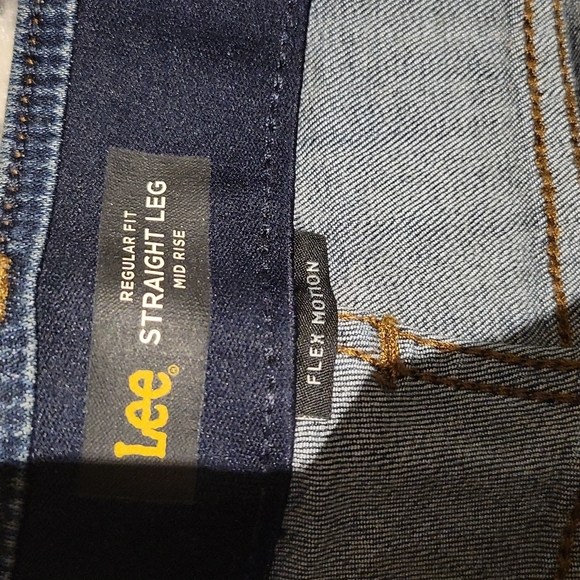 Lee®
REGULAR FIT
STRAIGHT LEG
MID RISE
FLEX MOTION